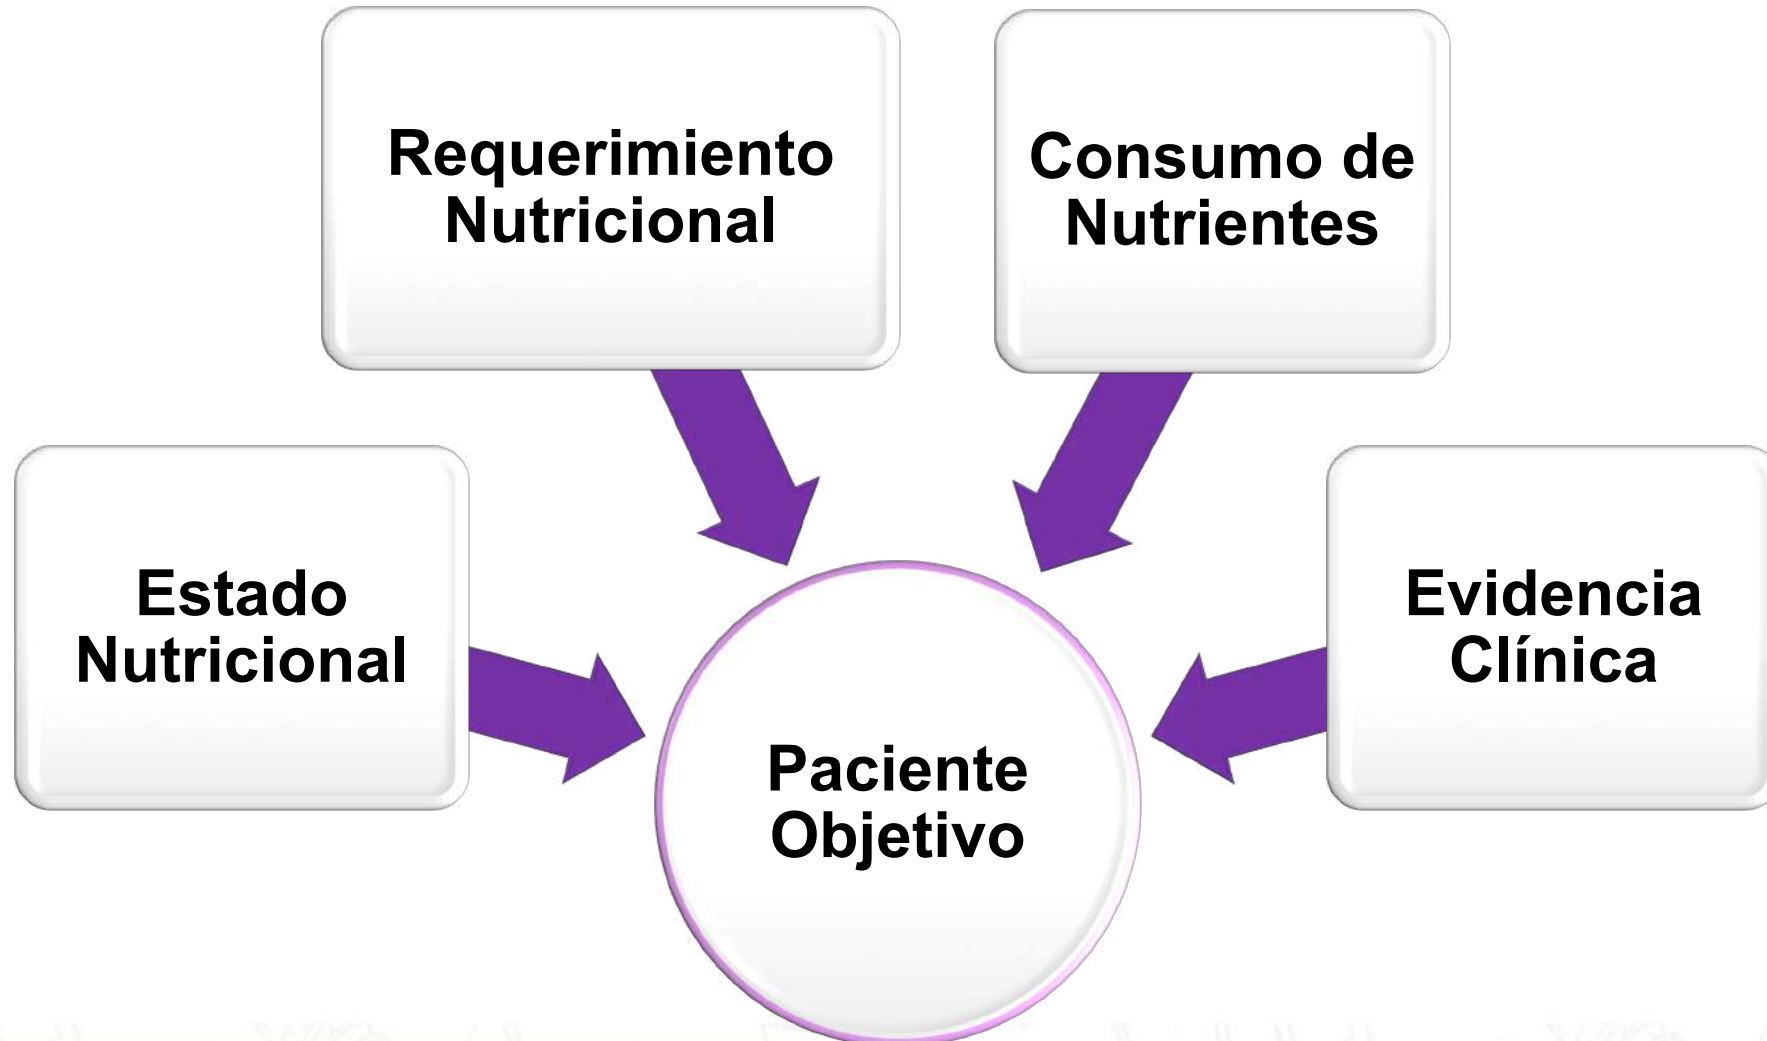 Requerimiento
Nutricional
Consumo de
Nutrientes
Estado
Nutricional
Evidencia
Clínica
Paciente
Objetivo